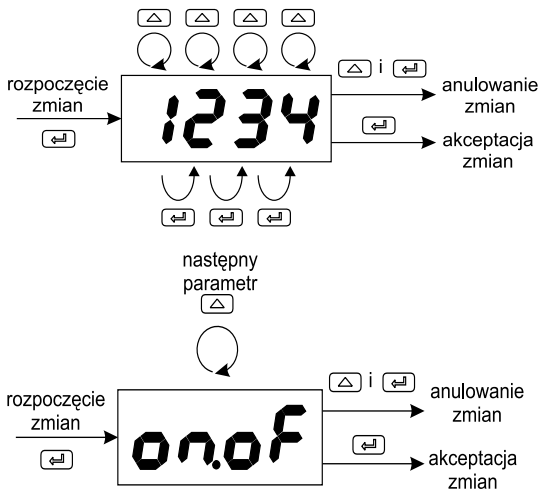 rozpoczęcie
zmian
1234
i
anulowanie
zmian
akceptacja
zmian
następny
parametr
rozpoczęcie
zmian
on.oF
i
anulowanie
zmian
akceptacja
zmian